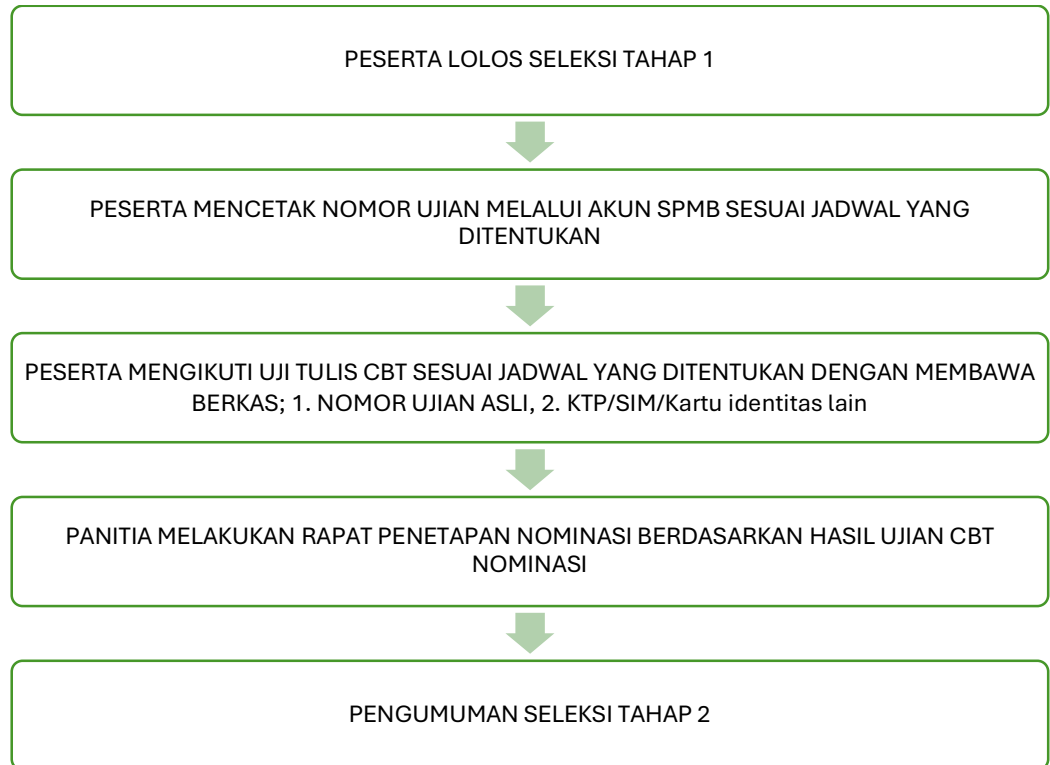 PESERTA LOLOS SELEKSI TAHAP 1
PESERTA MENCETAK NOMOR UJIAN MELALUI AKUN SPMB SESUAI JADWAL YANG
DITENTUKAN
PESERTA MENGIKUTI UJI TULIS CBT SESUAI JADWAL YANG DITENTUKAN DENGAN MEMBAWA
BERKAS; 1. NOMOR UJIAN ASLI, 2. KTP/SIM/Kartu identitas lain
PANITIA MELAKUKAN RAPAT PENETAPAN NOMINASI BERDASARKAN HASIL UJIAN CBT
NOMINASI
PENGUMUMAN SELEKSI TAHAP 2